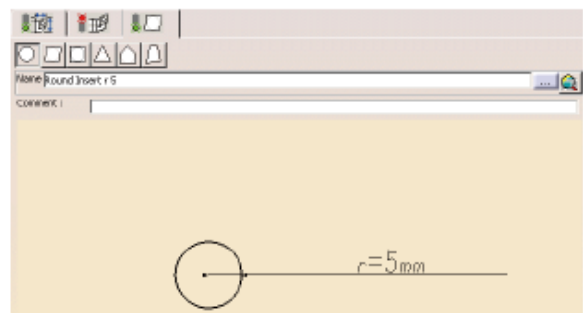 Name Round Insert r 5 ...
Comment :
r=5mm